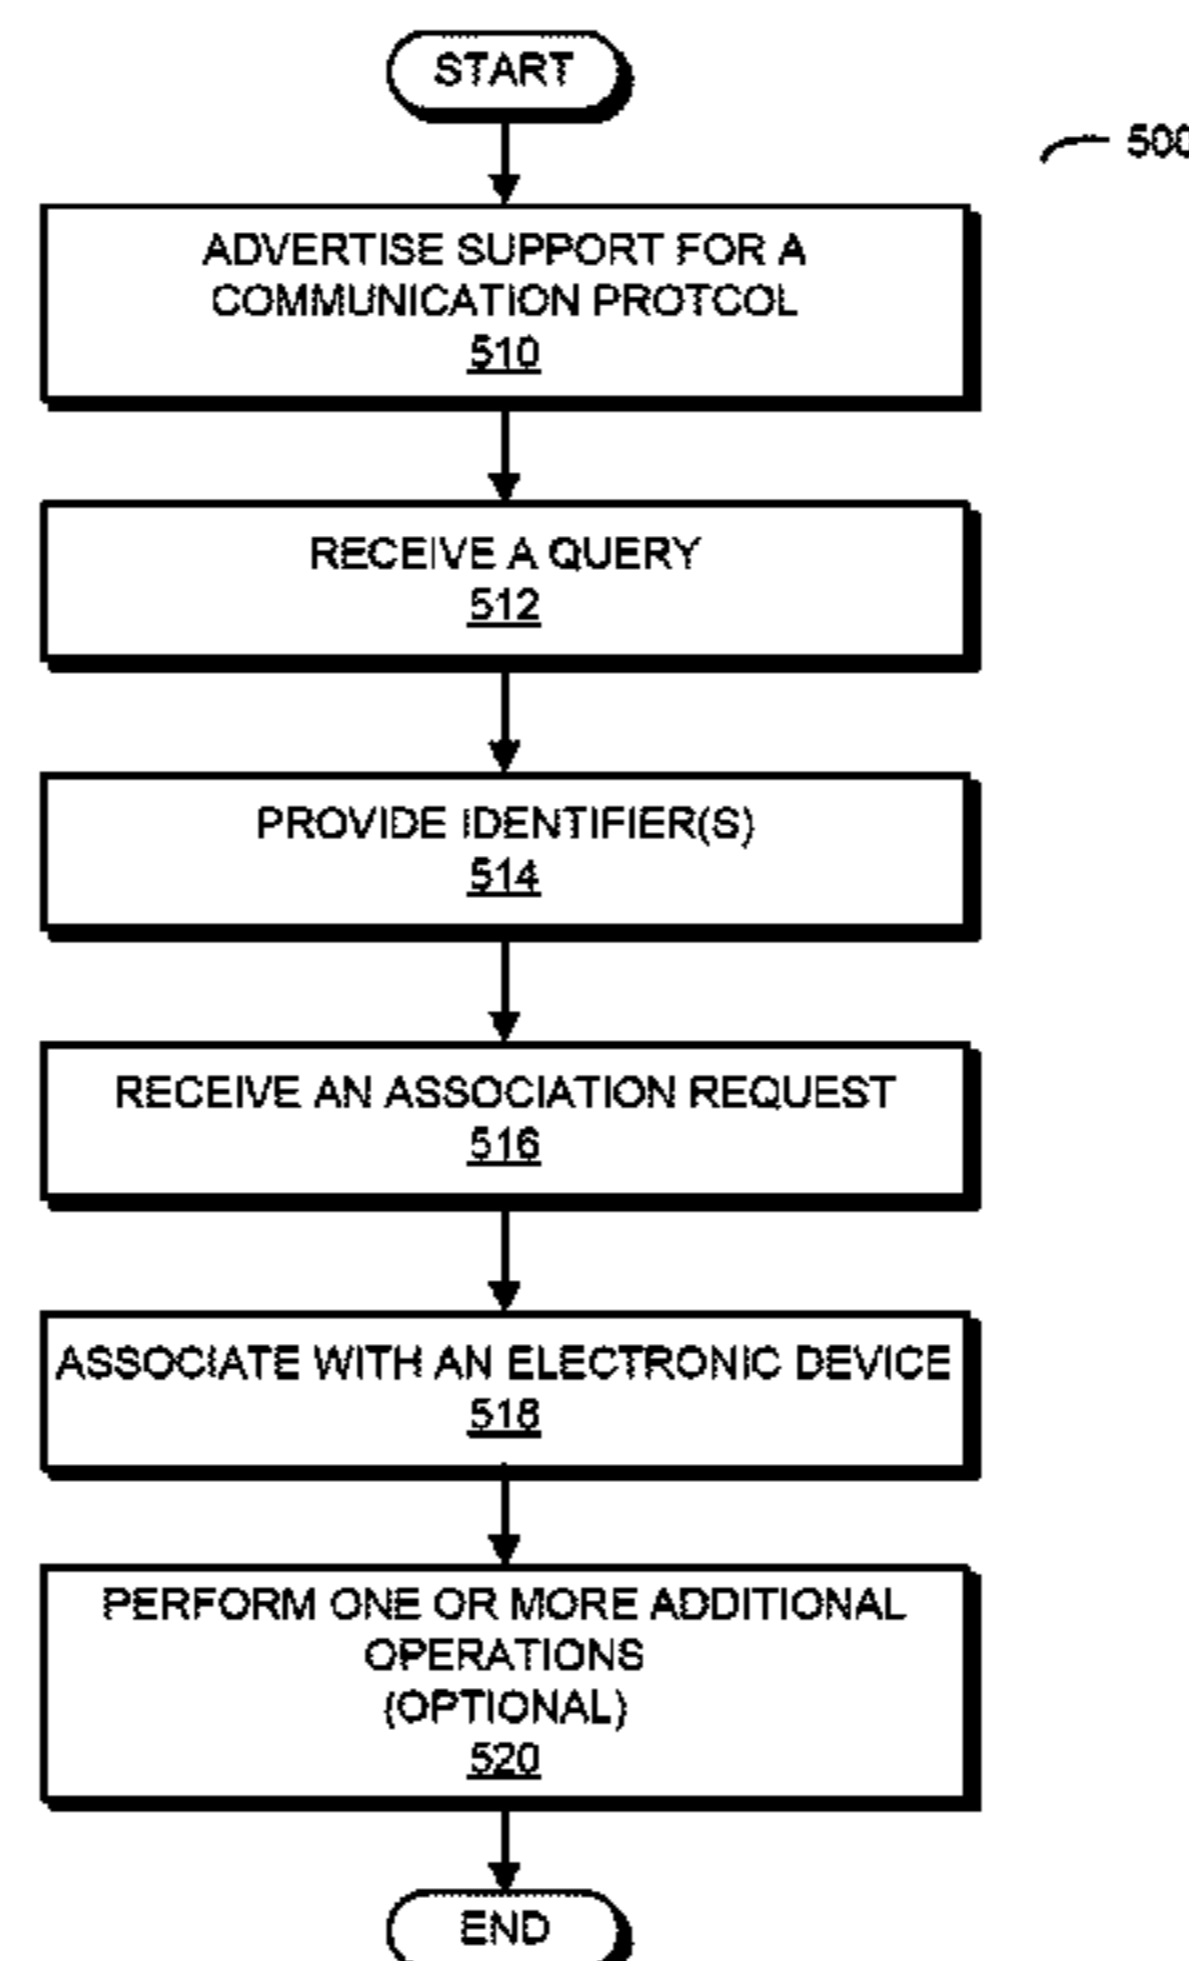 START
500
ADVERTISE SUPPORT FOR A
COMMUNICATION PROTCOL
510
RECEIVE A QUERY
512
PROVIDE IDENTIFIER(S)
514
RECEIVE AN ASSOCIATION REQUEST
516
ASSOCIATE WITH AN ELECTRONIC DEVICE
518
PERFORM ONE OR MORE ADDITIONAL
OPERATIONS
(OPTIONAL)
520
END